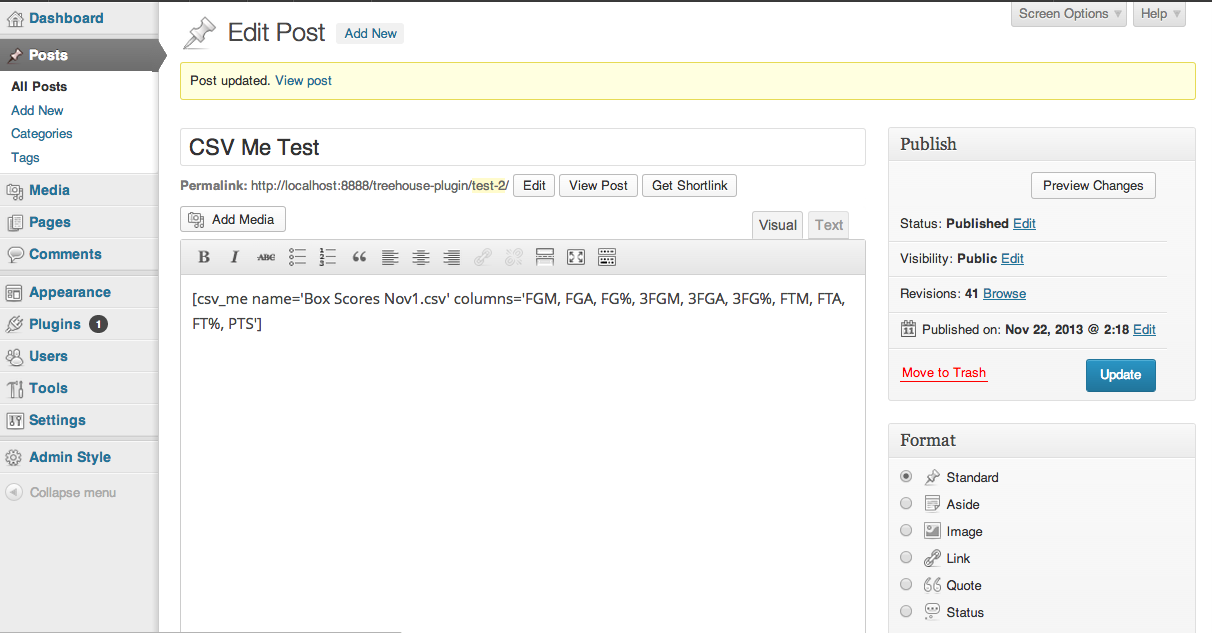 Screen Options
Help
Dashboard
Posts
All Posts
Add New
Categories
Tags
Media
Pages
Comments
Appearance
Plugins 1
Users
Tools
Settings
Admin Style
Collapse menu
Edit Post Add New
Post updated. View post
CSV Me Test
Permalink: http://localhost:8888/treehouse-plugin/test-2/ Edit View Post Get Shortlink
Add Media
Visual Text
B I ABC
[csv_me name='Box Scores Nov1.csv' columns='FGM, FGA, FG%, 3FGM, 3FGA, 3FG%, FTM, FTA,
FT%, PTS']
Publish
Preview Changes
Status: Published Edit
Visibility: Public Edit
Revisions: 41 Browse
11 Published on: Nov 22, 2013 @ 2:18 Edit
Move to Trash Update
Format
Standard
Aside
Image
Link
Quote
Status